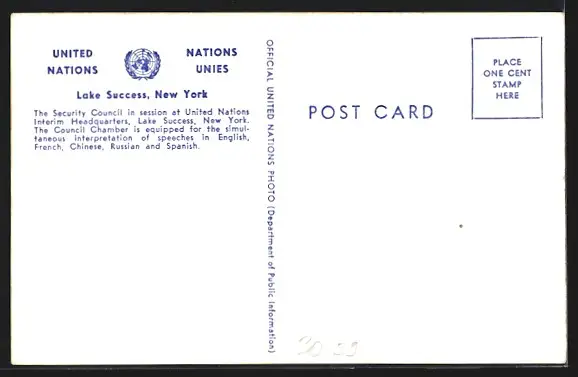 UNITED NATIONS
NATIONS UNIES
Lake Success, New York
The Security Council in session at United Nations
Interim Headquarters, Lake Success, New York.
The Council Chamber is equipped for the simul-
taneous interpretation of speeches in English,
French, Chinese, Russian and Spanish.
OFFICIAL UNITED NATIONS PHOTO (Department of Public Information)
POST CARD
PLACE
ONE CENT
STAMP
HERE